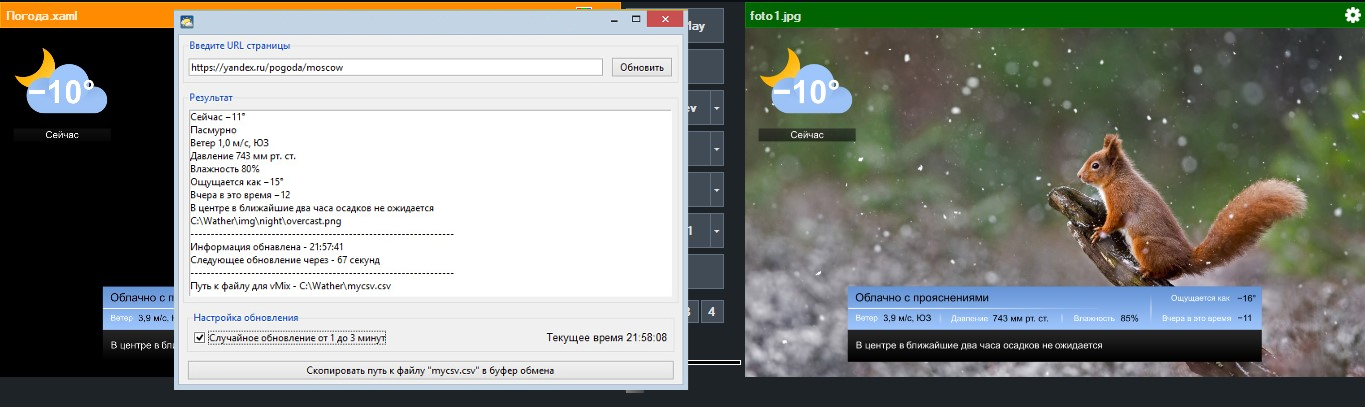 Погода.xaml
−10°
Сейчас
Облачно с п
Ветер 3,9 м/с, Ю
В центре в б
Введите URL страницы
https://yandex.ru/pogoda/moscow
Обновить
Результат
Сейчас −11°
Пасмурно
Ветер 1,0 м/с, ЮЗ
Давление 743 мм рт. ст.
Влажность 80%
Ощущается как −15°
Вчера в это время −12
В центре в ближайшие два часа осадков не ожидается
C:\Wather\img\night\overcast.png
------------------------------------------------------------------
Информация обнавлена - 21:57:41
Следующее обновление через - 67 секунд
------------------------------------------------------------------
Путь к файлу для vMix - C:\Wather\mycsv.csv
Настройка обновления
Случайное обновление от 1 до 3 минут
Текущее время 21:58:08
Скопировать путь к файлу "mycsv.csv" в буфер обмена
lay
ev
1
3 4
foto1.jpg
−10°
Сейчас
Облачно с прояснениями
Ощущается как −16°
Ветер 3,9 м/с, ЮЗ Давление 743 мм рт. ст. Влажность 85% Вчера в это время −11
В центре в ближайшие два часа осадков не ожидается